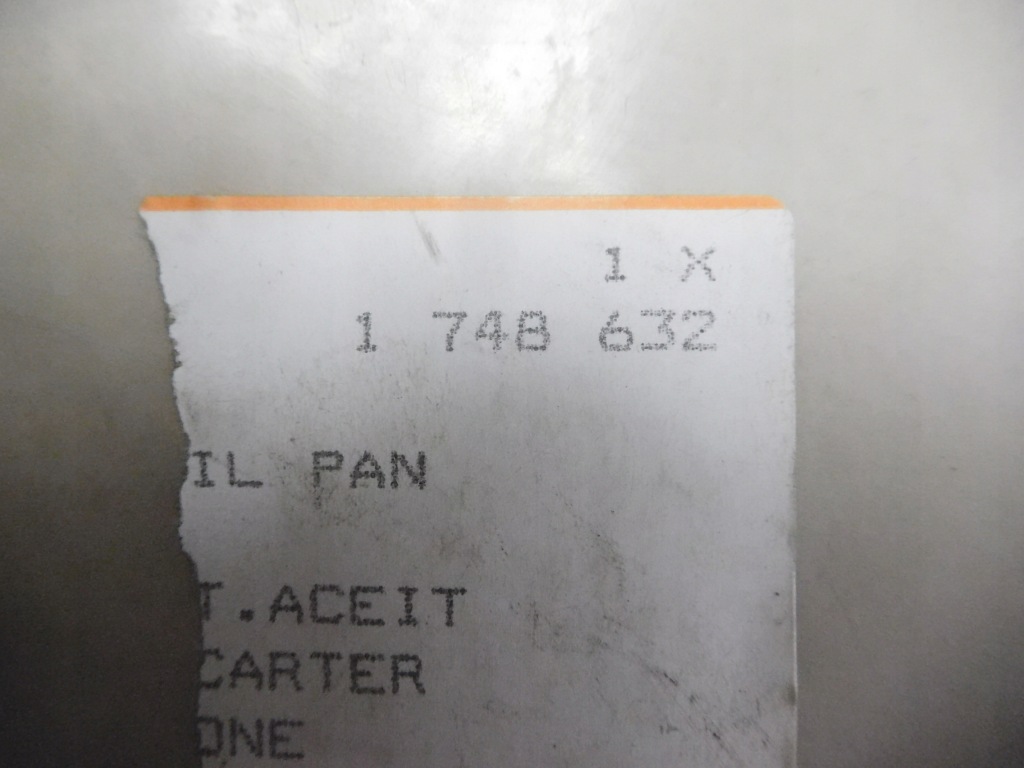 1 X
1 748 632
IL PAN
T.ACEIT
CARTER
ONE